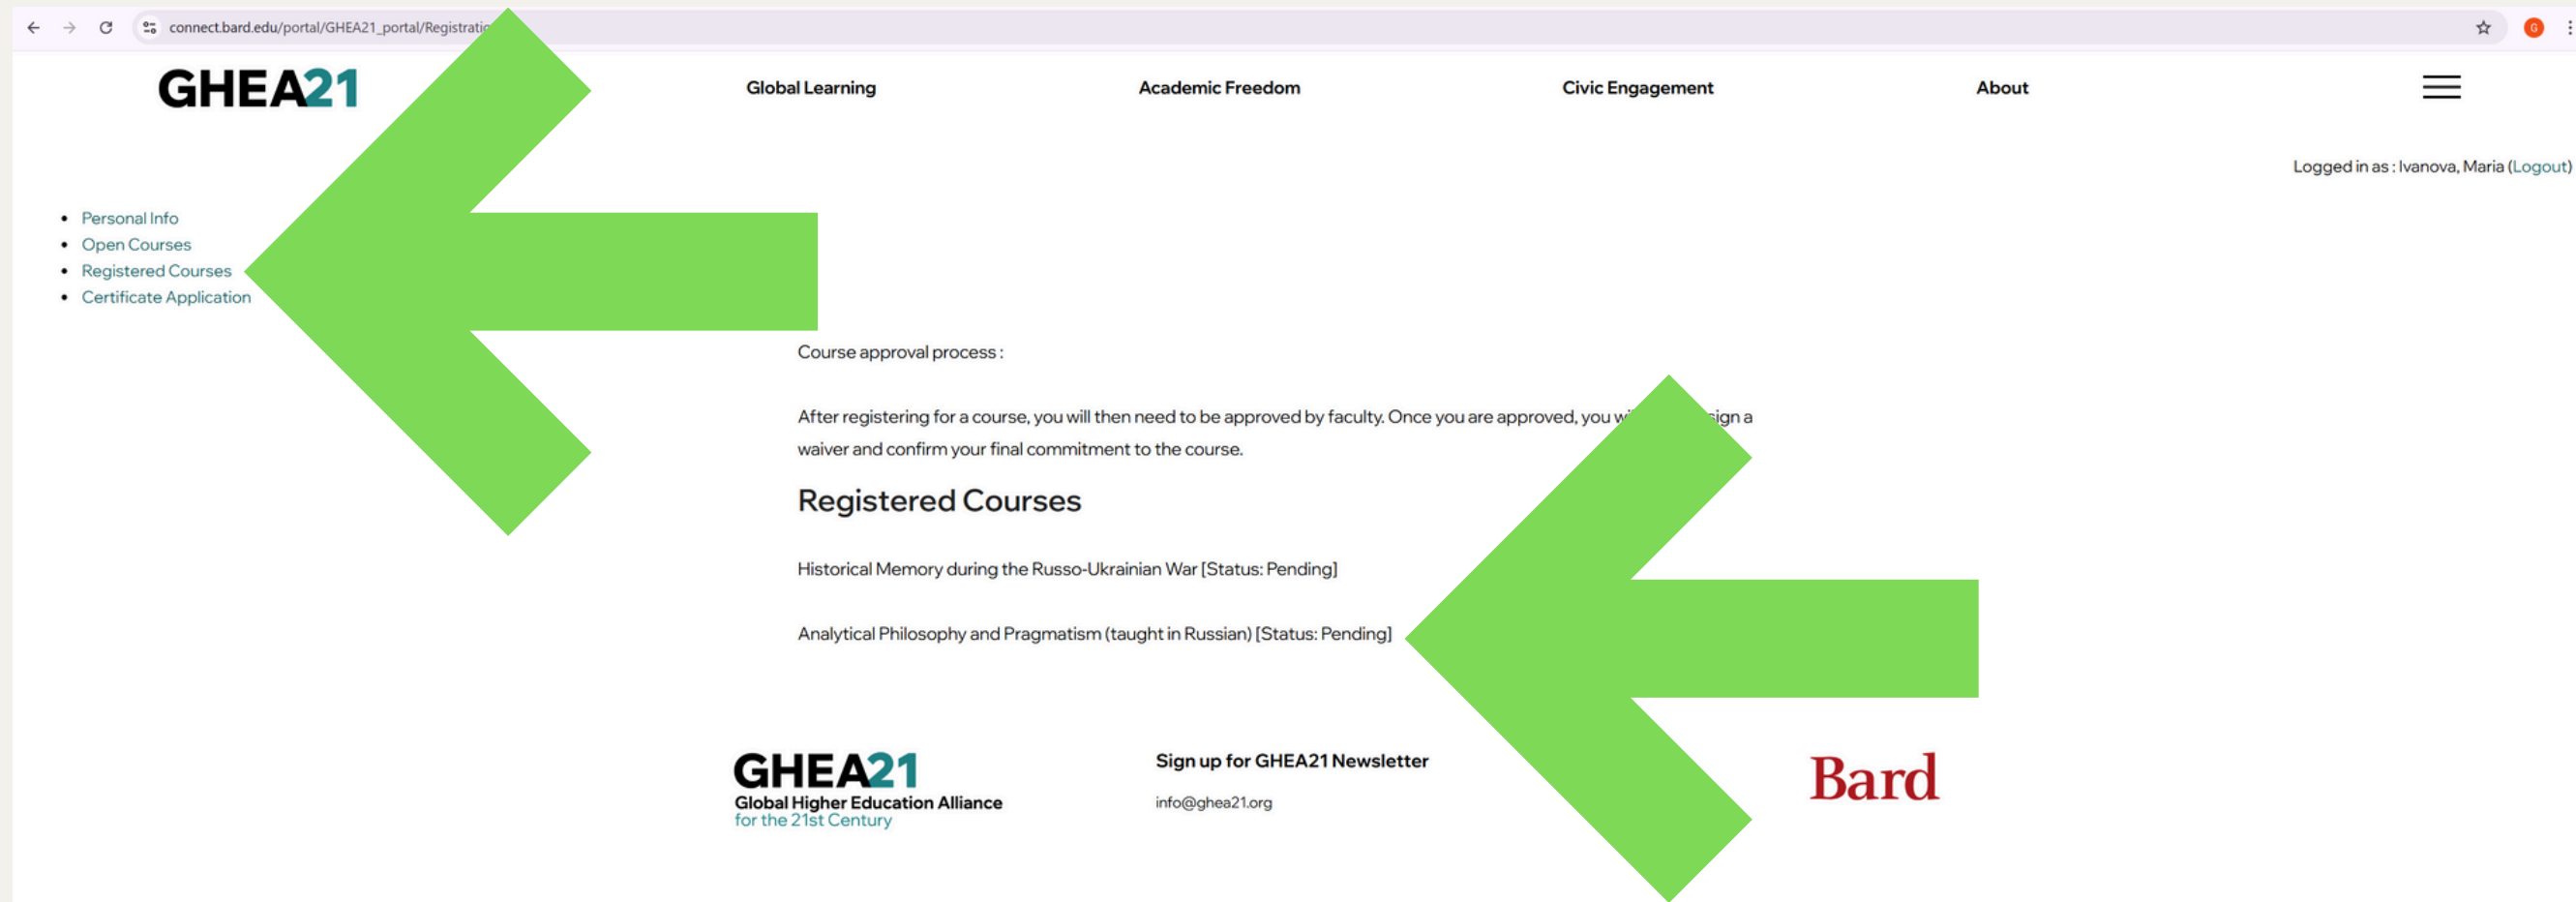 connect.bard.edu/portal/GHEA21_portal/Registratio
GHEA21
Global Learning
Academic Freedom
Civic Engagement
About
Logged in as : Ivanova, Maria (Logout)
Personal Info
Open Courses
Registered Courses
Certificate Application
Course approval process :
After registering for a course, you will then need to be approved by faculty. Once you are approved, you sign a
waiver and confirm your final commitment to the course.
Registered Courses
Historical Memory during the Russo-Ukrainian War [Status: Pending]
Analytical Philosophy and Pragmatism (taught in Russian) [Status: Pending]
GHEA21
Global Higher Education Alliance
for the 21st Century
Sign up for GHEA21 Newsletter
info@ghea21.org
Bard
G